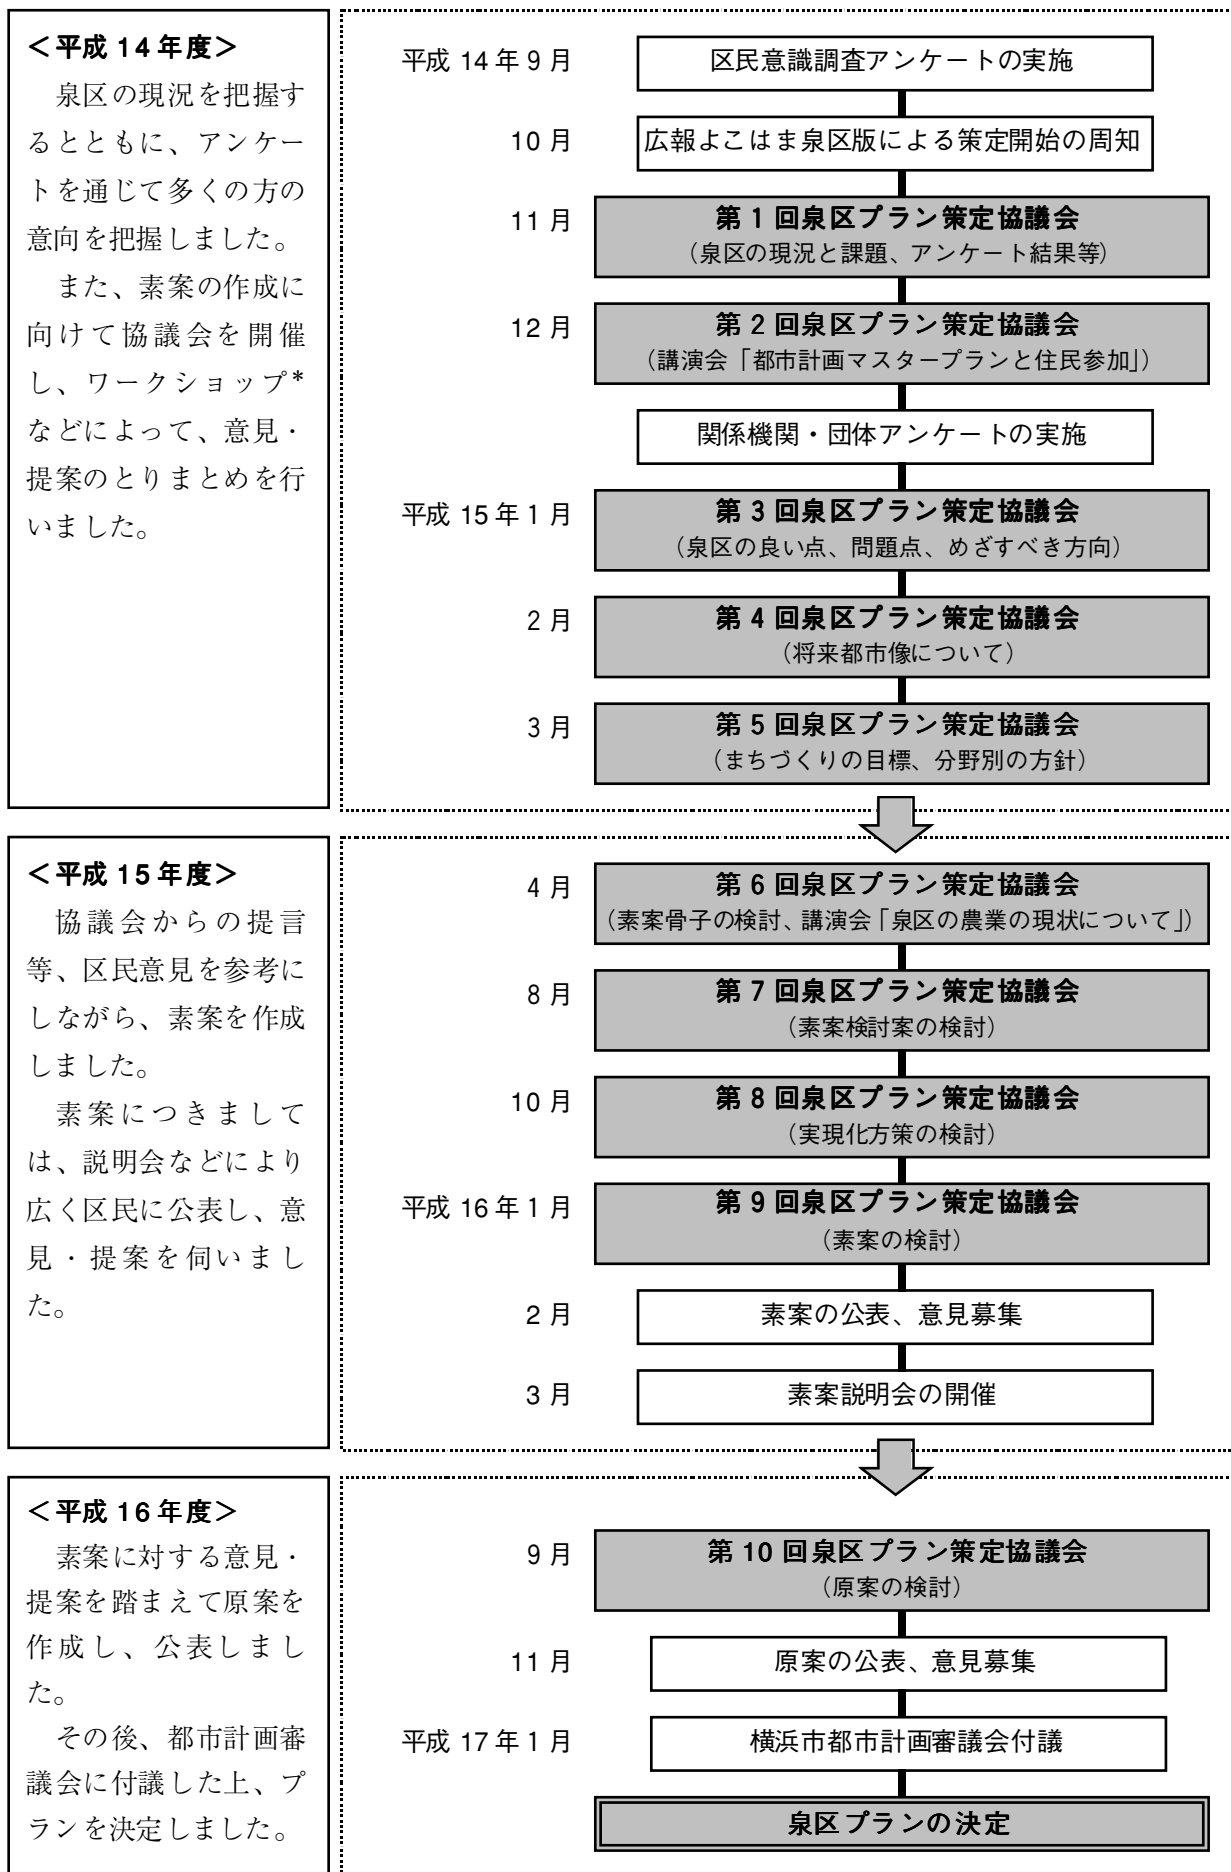 ＜平成 14 年度＞
　泉区の現況を把握す
るとともに、アンケー
トを通じて多くの方の
意向を把握しました。
　また、素案の作成に
向けて協議会を開催
し、ワークショップ*
などによって、意見・
提案のとりまとめを行
いました。
平成 14 年 9 月
区民意識調査アンケートの実施
10 月
広報よこはま泉区版による策定開始の周知
11 月
第 1 回泉区プラン策定協議会
（泉区の現況と課題、アンケート結果等）
12 月
第 2 回泉区プラン策定協議会
（講演会「都市計画マスタープランと住民参加」）
関係機関・団体アンケートの実施
平成 15 年 1 月
第 3 回泉区プラン策定協議会
（泉区の良い点、問題点、めざすべき方向）
2 月
第 4 回泉区プラン策定協議会
（将来都市像について）
3 月
第 5 回泉区プラン策定協議会
（まちづくりの目標、分野別の方針）
＜平成 15 年度＞
　協議会からの提言
等、区民意見を参考に
しながら、素案を作成
しました。
　素案につきまして
は、説明会などにより
広く区民に公表し、意
見・提案を伺いまし
た。
4 月
第 6 回泉区プラン策定協議会
（素案骨子の検討、講演会「泉区の農業の現状について」）
8 月
第 7 回泉区プラン策定協議会
（素案検討案の検討）
10 月
第 8 回泉区プラン策定協議会
（実現化方策の検討）
平成 16 年 1 月
第 9 回泉区プラン策定協議会
（素案の検討）
2 月
素案の公表、意見募集
3 月
素案説明会の開催
＜平成 16 年度＞
　素案に対する意見・
提案を踏まえて原案を
作成し、公表しまし
た。
　その後、都市計画審
議会に付議した上、プ
ランを決定しました。
9 月
第 10 回泉区プラン策定協議会
（原案の検討）
11 月
原案の公表、意見募集
平成 17 年 1 月
横浜市都市計画審議会付議
泉区プランの決定